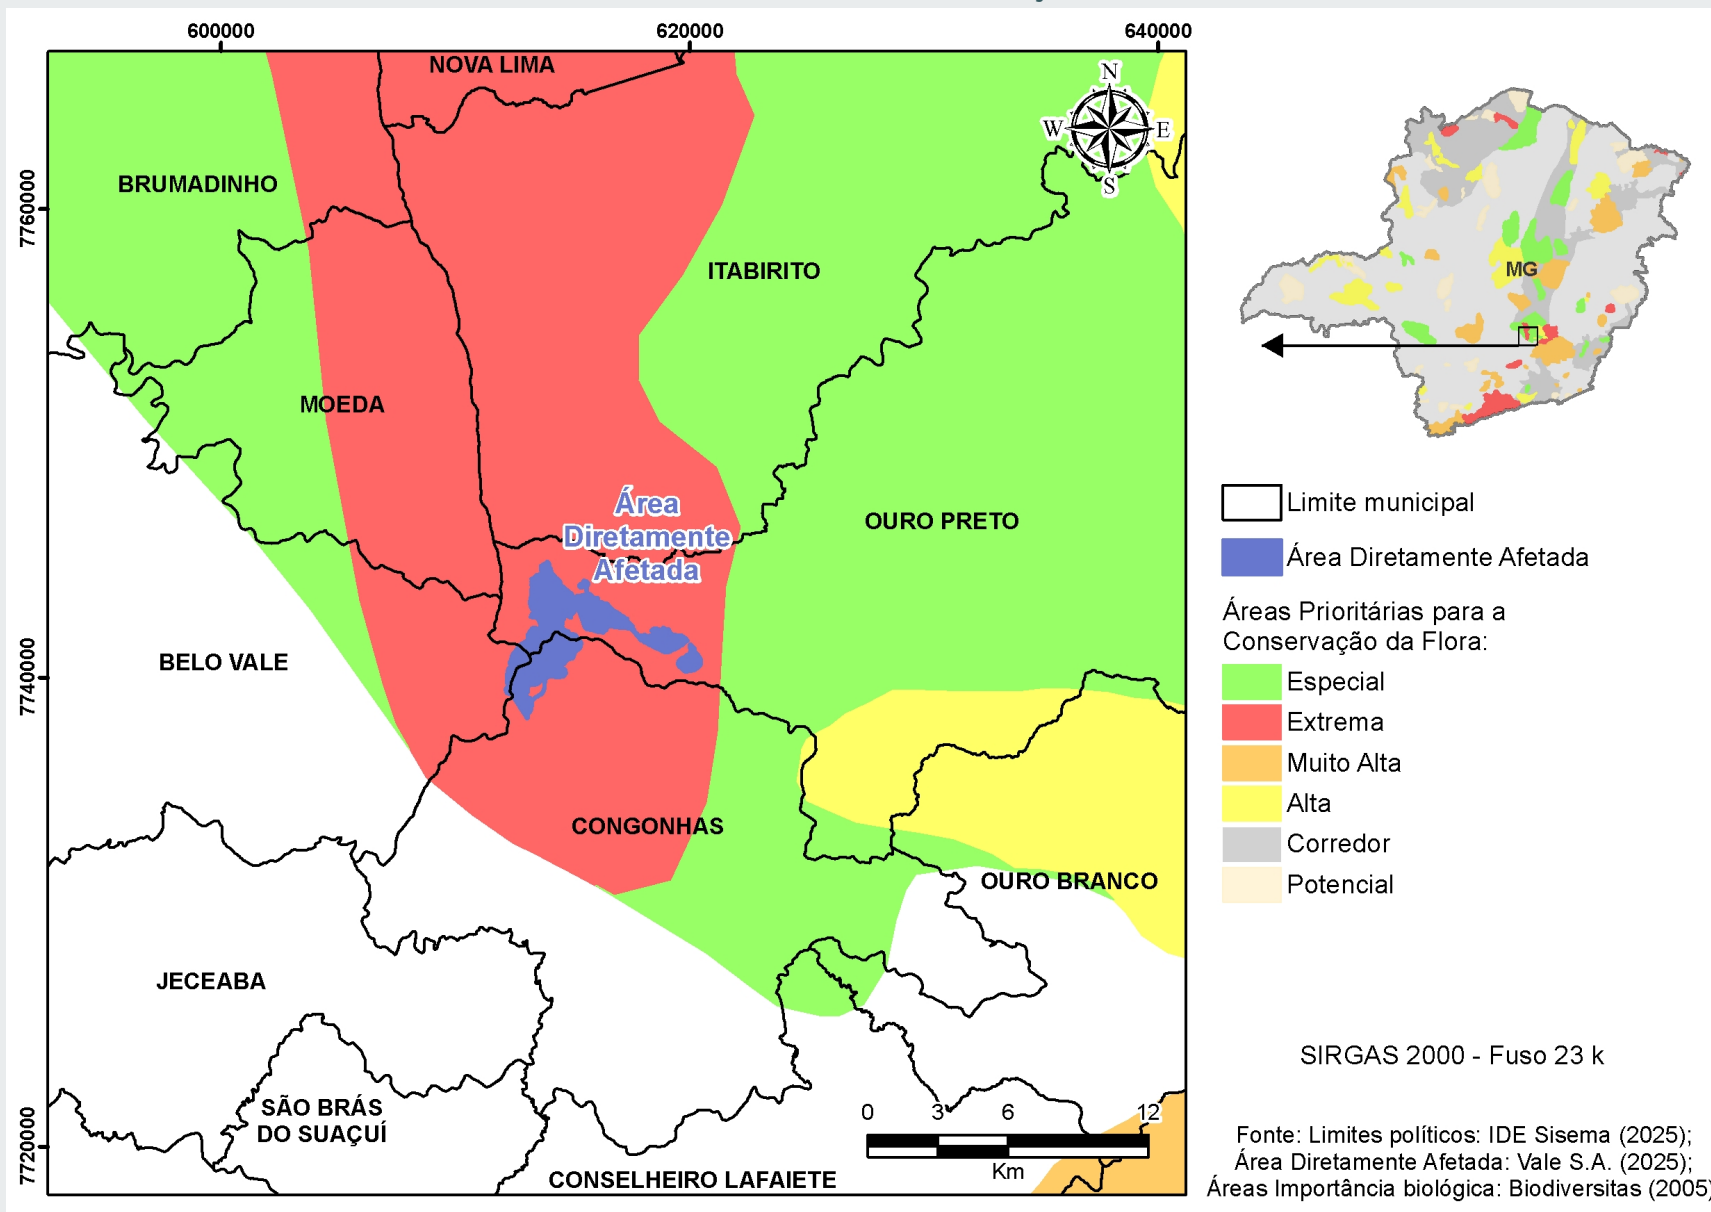 600000
620000
640000
7760000
7740000
7720000
NOVA LIMA
N
W
E
S
BRUMADINHO
ITABIRITO
MOEDA
Área
Diretamente
Afetada
OURO PRETO
BELO VALE
CONGONHAS
OURO BRANCO
JECEABA
SÃO BRÁS
DO SUAÇUÍ
CONSELHEIRO LAFAIETE
0
3
6
12
Km
MG
Limite municipal
Área Diretamente Afetada
Áreas Prioritárias para a
Conservação da Flora:
Especial
Extrema
Muito Alta
Alta
Corredor
Potencial
SIRGAS 2000 - Fuso 23 k
Fonte: Limites políticos: IDE Sisema (2025);
Área Diretamente Afetada: Vale S.A. (2025);
Áreas Importância biológica: Biodiversitas (2005)